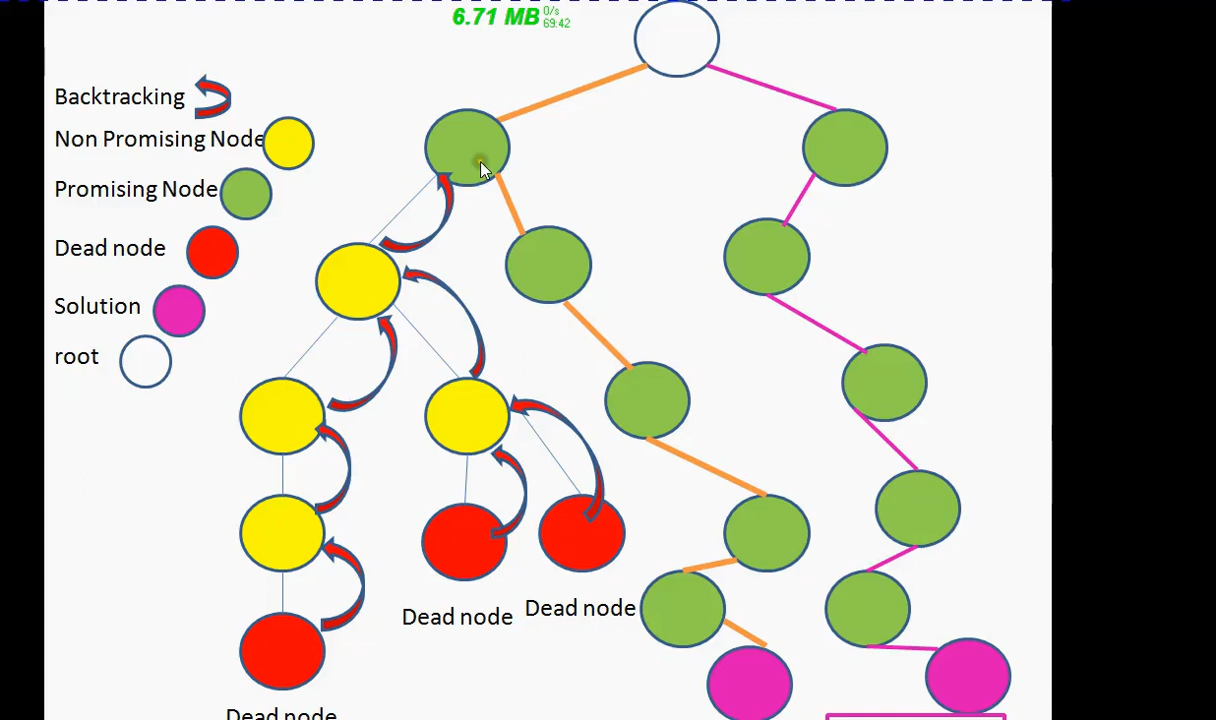 6.71 MB
0/s
69:42
Backtracking
Non Promising Node
Promising Node
Dead node
Solution
root
Dead node
Dead node
Dead node